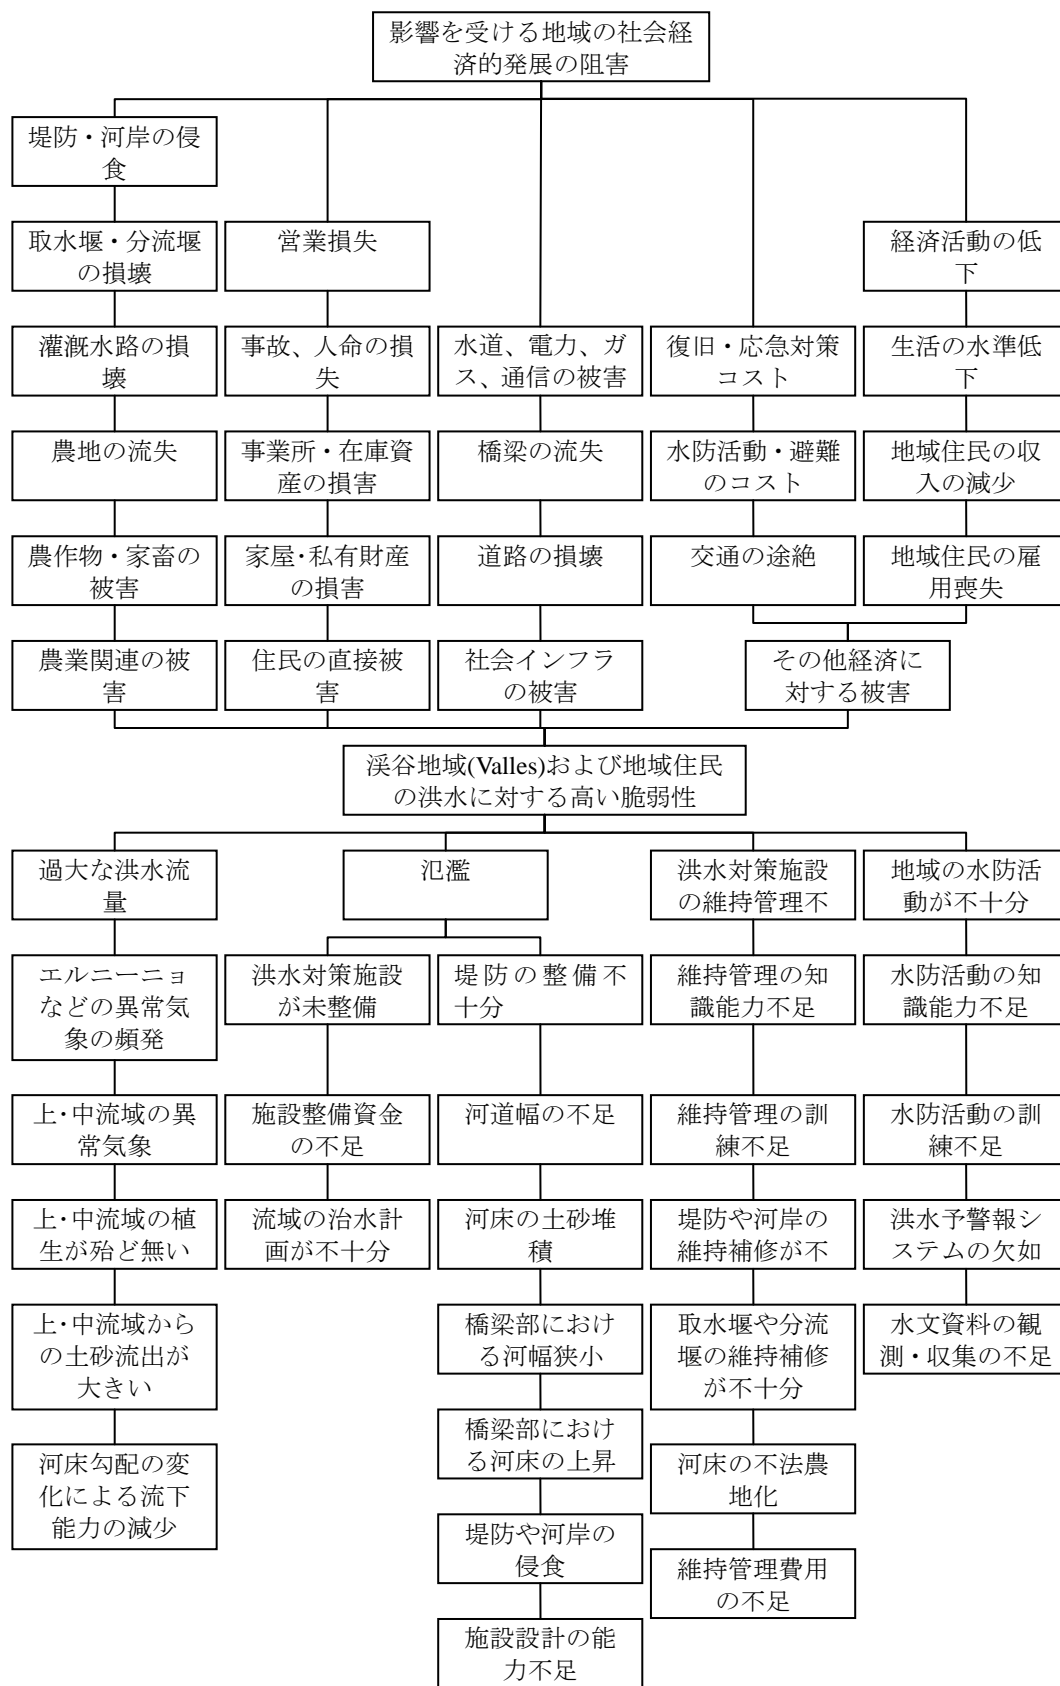 影響を受ける地域の社会経
済的発展の阻害
堤防・河岸の侵
食
取水堰・分流堰
の損壊
営業損失
経済活動の低
下
灌漑水路の損
壊
事故、人命の損
失
水道、電力、ガ
ス、通信の被害
復旧・応急対策
コスト
生活の水準低
下
農地の流失
事業所・在庫資
産の損害
橋梁の流失
水防活動・避難
のコスト
地域住民の収
入の減少
農作物・家畜の
被害
家屋・私有財産
の損害
道路の損壊
交通の途絶
地域住民の雇
用喪失
農業関連の被
害
住民の直接被
害
社会インフラ
の被害
その他経済に
対する被害
渓谷地域(Valles)および地域住民
の洪水に対する高い脆弱性
過大な洪水流
量
氾濫
洪水対策施設
の維持管理不
地域の水防活
動が不十分
エルニーニョ
などの異常気
象の頻発
洪水対策施設
が未整備
堤防の整備不
十分
維持管理の知
識能力不足
水防活動の知
識能力不足
上・中流域の異
常気象
施設整備資金
の不足
河道幅の不足
維持管理の訓
練不足
水防活動の訓
練不足
上・中流域の植
生が殆ど無い
流域の治水計
画が不十分
河床の土砂堆
積
堤防や河岸の
維持補修が不
洪水予警報シ
ステムの欠如
上・中流域から
の土砂流出が
大きい
橋梁部におけ
る河幅狭小
取水堰や分流
堰の維持補修
が不十分
水文資料の観
測・収集の不足
河床勾配の変
化による流下
能力の減少
橋梁部におけ
る河床の上昇
河床の不法農
地化
堤防や河岸の
侵食
維持管理費用
の不足
施設設計の能
力不足